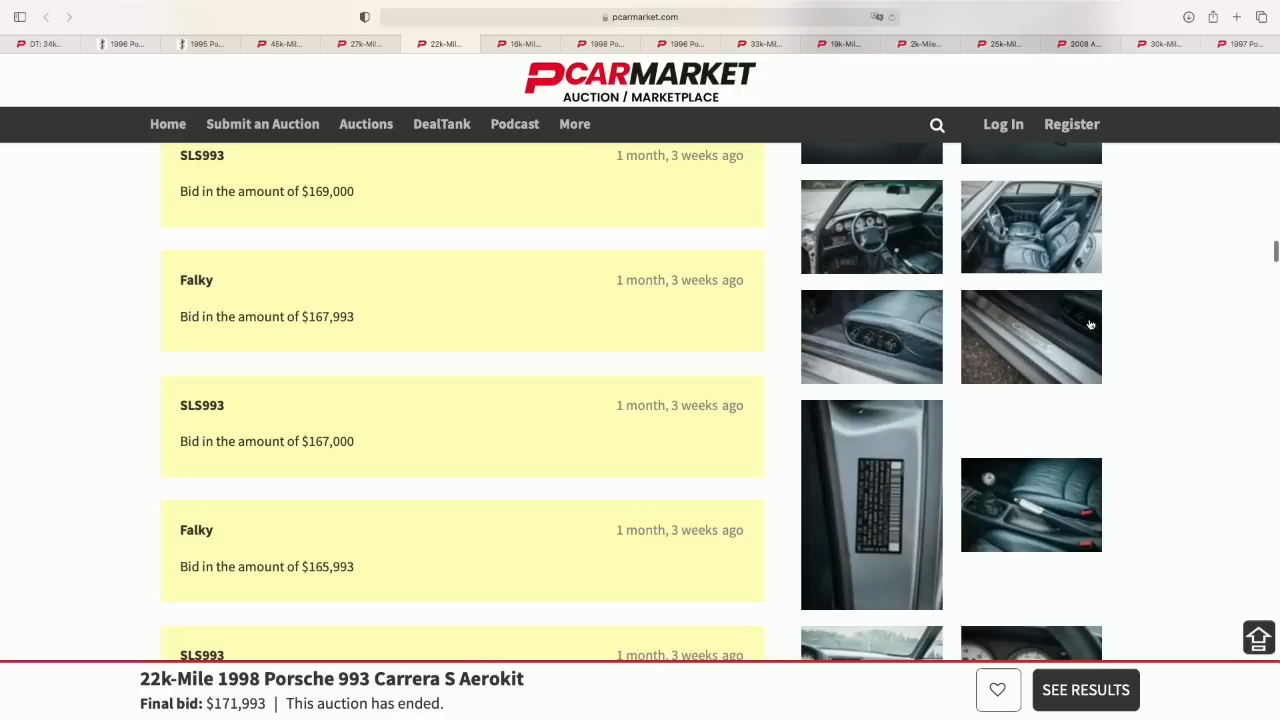 pcarmarket.com
DT: 34k...
1996 Po...
1995 Po...
45k-Mil...
27k-Mil...
22k-Mil...
16k-Mil...
1998 Po...
1996 Po...
33k-Mil...
19k-Mil...
2k-Mile...
25k-Mil...
2008 A...
30k-Mil...
1997 Po...
PCARMARKET
AUCTION / MARKETPLACE
Home Submit an Auction Auctions DealTank Podcast More Log In Register
SLS993 1 month, 3 weeks ago
Bid in the amount of $169,000
Falky 1 month, 3 weeks ago
Bid in the amount of $167,993
SLS993 1 month, 3 weeks ago
Bid in the amount of $167,000
Falky 1 month, 3 weeks ago
Bid in the amount of $165,993
SLS993 1 month, 3 weeks ago
22k-Mile 1998 Porsche 993 Carrera S Aerokit
Final bid: $171,993 | This auction has ended.
SEE RESULTS